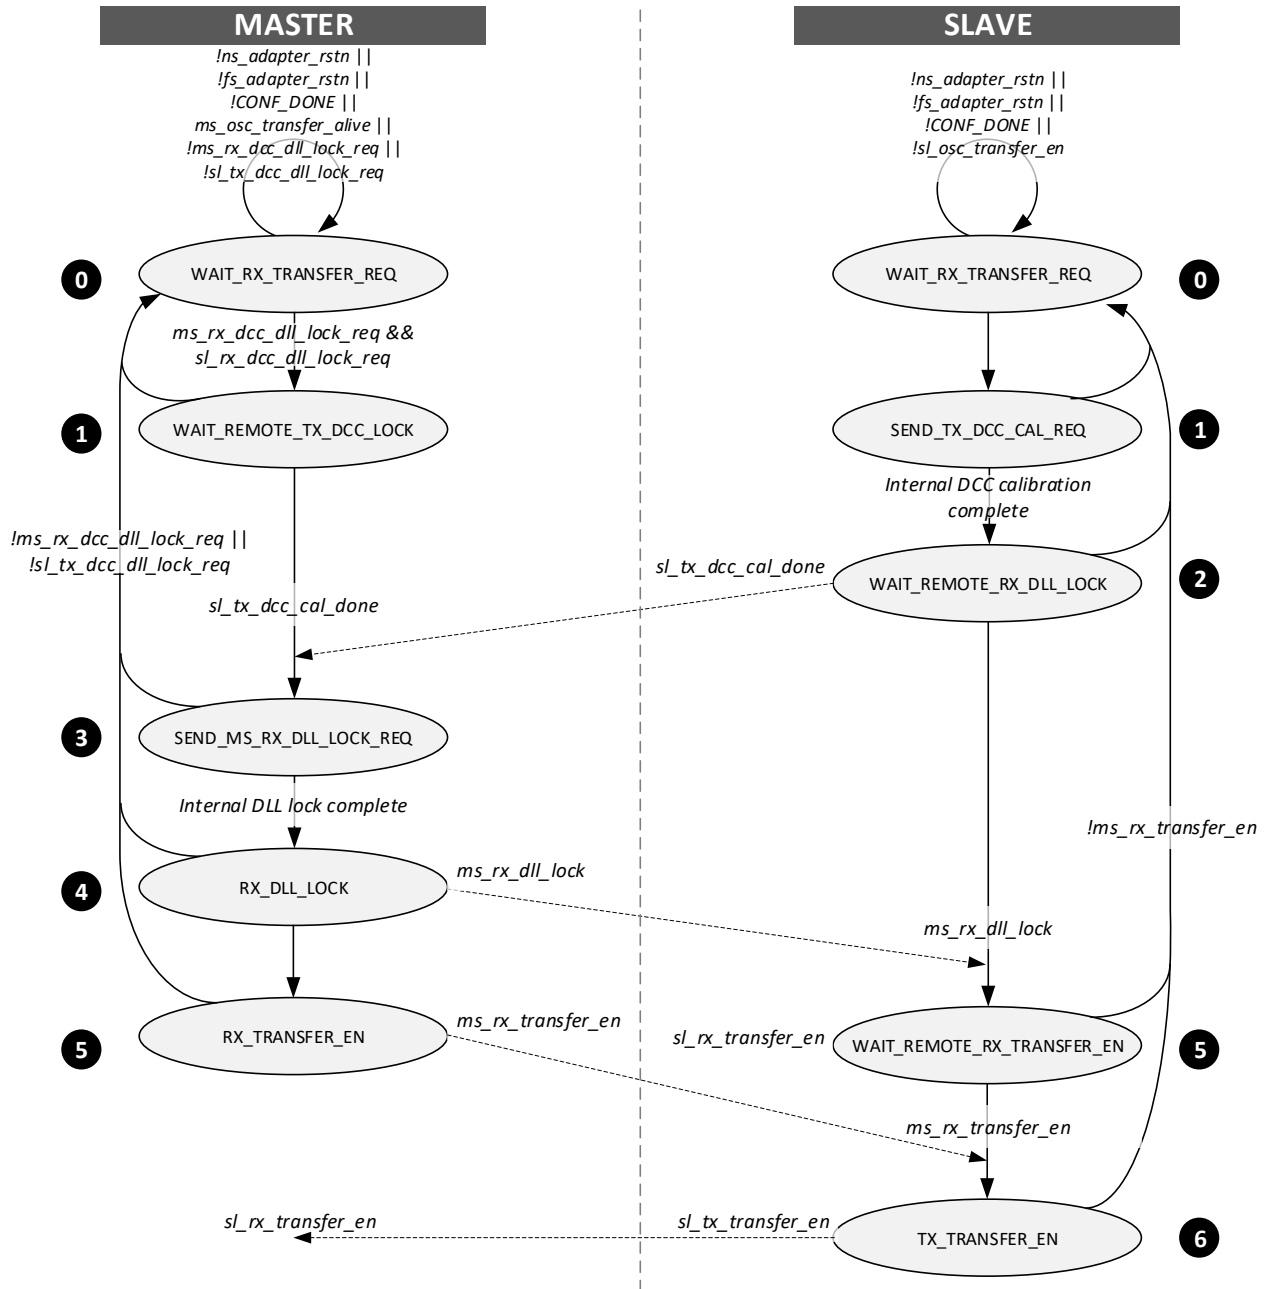 MASTER
!ns_adapter_rstn ||
!fs_adapter_rstn ||
!CONF_DONE ||
ms_osc_transfer_alive ||
!ms_rx_dcc_dll_lock_req ||
!sl_tx_dcc_dll_lock_req
0
WAIT_RX_TRANSFER_REQ
ms_rx_dcc_dll_lock_req &&
sl_rx_dcc_dll_lock_req
1
WAIT_REMOTE_TX_DCC_LOCK
!ms_rx_dcc_dll_lock_req ||
!sl_tx_dcc_dll_lock_req
sl_tx_dcc_cal_done
3
SEND_MS_RX_DLL_LOCK_REQ
Internal DLL lock complete
4
RX_DLL_LOCK
ms_rx_dll_lock
5
RX_TRANSFER_EN
ms_rx_transfer_en
sl_rx_transfer_en
SLAVE
!ns_adapter_rstn ||
!fs_adapter_rstn ||
!CONF_DONE ||
!sl_osc_transfer_en
WAIT_RX_TRANSFER_REQ
0
SEND_TX_DCC_CAL_REQ
1
Internal DCC calibration
complete
sl_tx_dcc_cal_done
WAIT_REMOTE_RX_DLL_LOCK
2
!ms_rx_transfer_en
ms_rx_dll_lock
sl_rx_transfer_en
WAIT_REMOTE_RX_TRANSFER_EN
5
ms_rx_transfer_en
sl_tx_transfer_en
TX_TRANSFER_EN
6